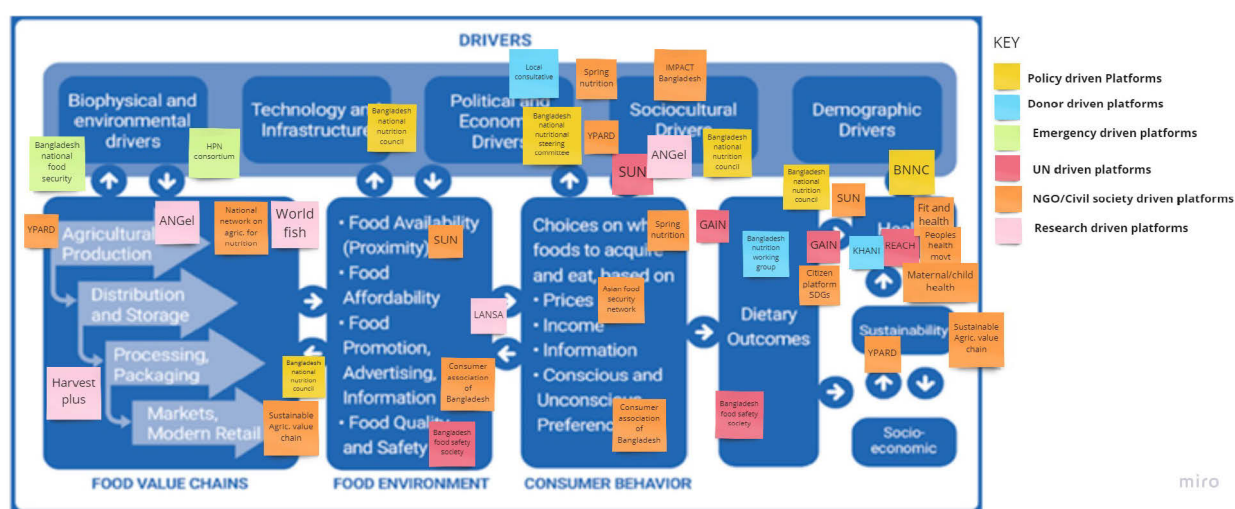 DRIVERS
Biophysical and
environmental
drivers
Technology and
Infrastructure
Political and
Economic
Drivers
Sociocultural
Drivers
Demographic
Drivers
Local
consultative
Spring
nutrition
IMPACT
Bangladesh
Bangladesh
national
food
security
HPN
consortium
Bangladesh
national
nutrition
council
Bangladesh
national
nutritional
steering
committee
YPARD
SUN
ANGel
Bangladesh
national
nutrition
council
Bangladesh
national
nutrition
council
SUN
BNNC
YPARD
Agricultural
Production
ANGel
National
network on
agric. for
nutrition
World
fish
Distribution
and Storage
Processing,
Packaging
Markets,
Modern Retail
Harvest
plus
Bangladesh
national
nutrition
council
Sustainable
Agric. value
chain
FOOD VALUE CHAINS
• Food Availability
(Proximity)
• Food
Affordability
• Food
Promotion,
Advertising,
Information
• Food Quality
and Safety
SUN
LANSA
Consumer
association
of
Bangladesh
Bangladesh
food safety
society
FOOD ENVIRONMENT
Choices on
foods to acquire
and eat, based on
• Prices
• Income
• Information
• Conscious and
Unconscious
Spring
nutrition
GAIN
Asian food
security
network
Consumer
association
of
Bangladesh
CONSUMER BEHAVIOR
Bangladesh
nutrition
working
group
GAIN
Citizen
platform
SDGs
Dietary
Outcomes
Bangladesh
food safety
society
Fit and
health
KHANI
REACH
Peoples
health
movt
Maternal/child
health
Sustainability
YPARD
Sustainable
Agric. value
chain
Socio-
economic
KEY
Policy driven Platforms
Donor driven platforms
Emergency driven platforms
UN driven platforms
NGO/Civil society driven platforms
Research driven platforms
miro